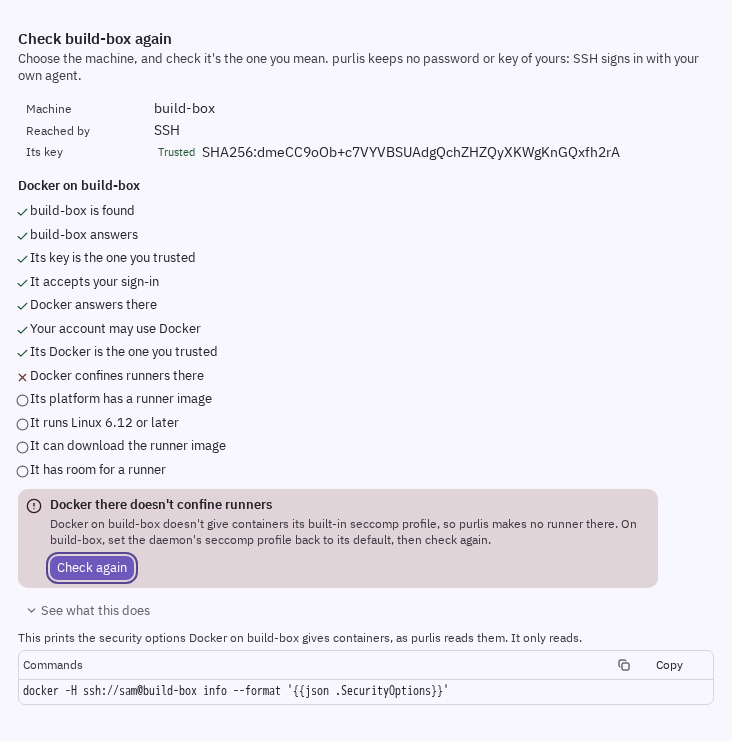 Check build-box again
Choose the machine, and check it's the one you mean. purlis keeps no password or key of yours: SSH signs in with your
own agent.
Machine build-box
Reached by SSH
Its key Trusted SHA256:dmeCC9oOb+c7VYVBSUAdgQchZHZQyXKWgKnGQxfh2rA
Docker on build-box
build-box is found
build-box answers
Its key is the one you trusted
It accepts your sign-in
Docker answers there
Your account may use Docker
Its Docker is the one you trusted
Docker confines runners there
Its platform has a runner image
It runs Linux 6.12 or later
It can download the runner image
It has room for a runner
Docker there doesn't confine runners
Docker on build-box doesn't give containers its built-in seccomp profile, so purlis makes no runner there. On
build-box, set the daemon's seccomp profile back to its default, then check again.
Check again
See what this does
This prints the security options Docker on build-box gives containers, as purlis reads them. It only reads.
Commands Copy
docker -H ssh://sam@build-box info --format '{{json .SecurityOptions}}'